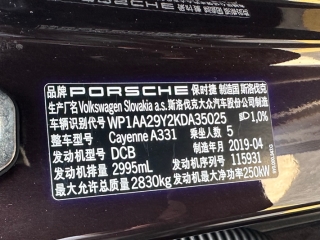 品牌 PORSCHE 保时捷 制造国 斯洛伐克
生产厂名 Volkswagen Slovakia a.s. 斯洛伐克大众汽车股份公司制造
车辆识别代号 WP1AA29Y2KDA35025 1,0%
整车型号 Cayenne A331 乘坐人数 5
发动机型号 DCB 制造年月 2019-04
发动机排量 2995mL 发动机序列号 115931
最大允许总质量 2830kg 发动机最大净功率 250kW